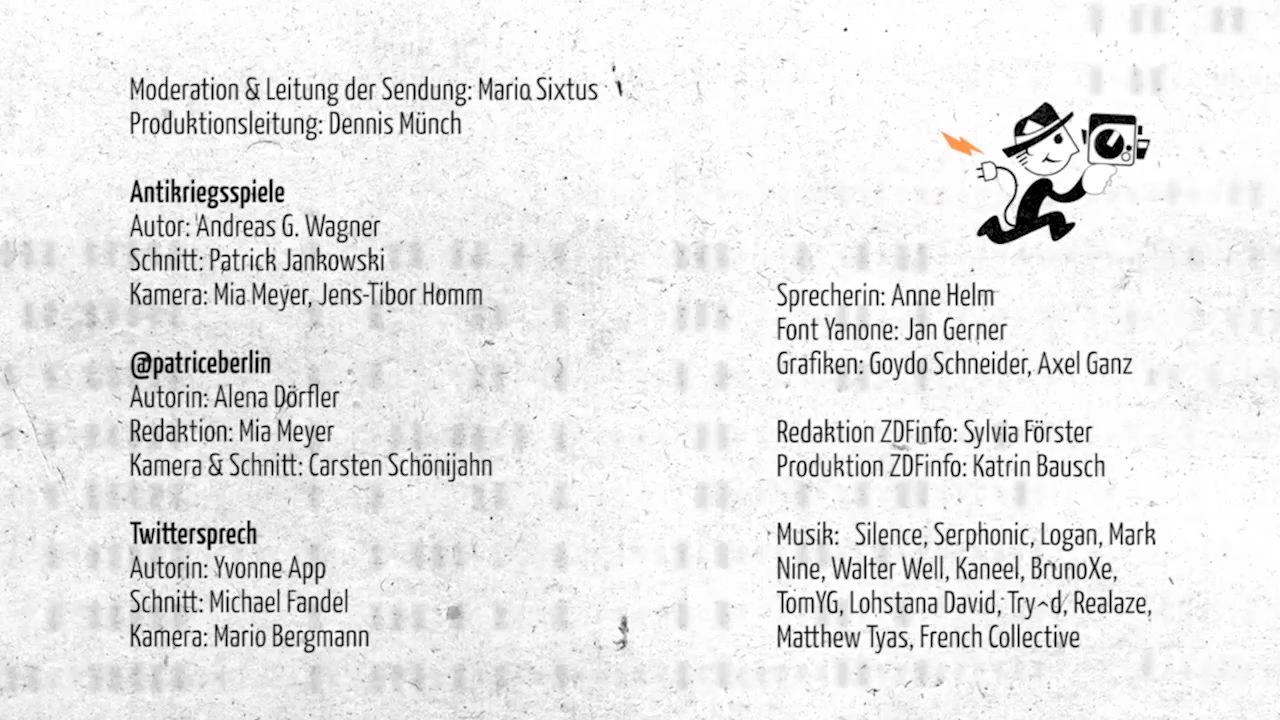 Moderation & Leitung der Sendung: Mario Sixtus
Produktionsleitung: Dennis Münch
Antikriegsspiele
Autor: Andreas G. Wagner
Schnitt: Patrick Jankowski
Kamera: Mia Meyer, Jens-Tibor Homm
@patriceberlin
Autorin: Alena Dörfler
Redaktion: Mia Meyer
Kamera & Schnitt: Carsten Schönijahn
Twittersprech
Autorin: Yvonne App
Schnitt: Michael Fandel
Kamera: Mario Bergmann
Sprecherin: Anne Helm
Font Yanone: Jan Gerner
Grafiken: Goydo Schneider, Axel Ganz
Redaktion ZDFinfo: Sylvia Förster
Produktion ZDFinfo: Katrin Bausch
Musik: Silence, Serphonic, Logan, Mark
Nine, Walter Well, Kaneel, BrunoXe,
TomYG, Lohstana David, Try^d, Realaze,
Matthew Tyas, French Collective